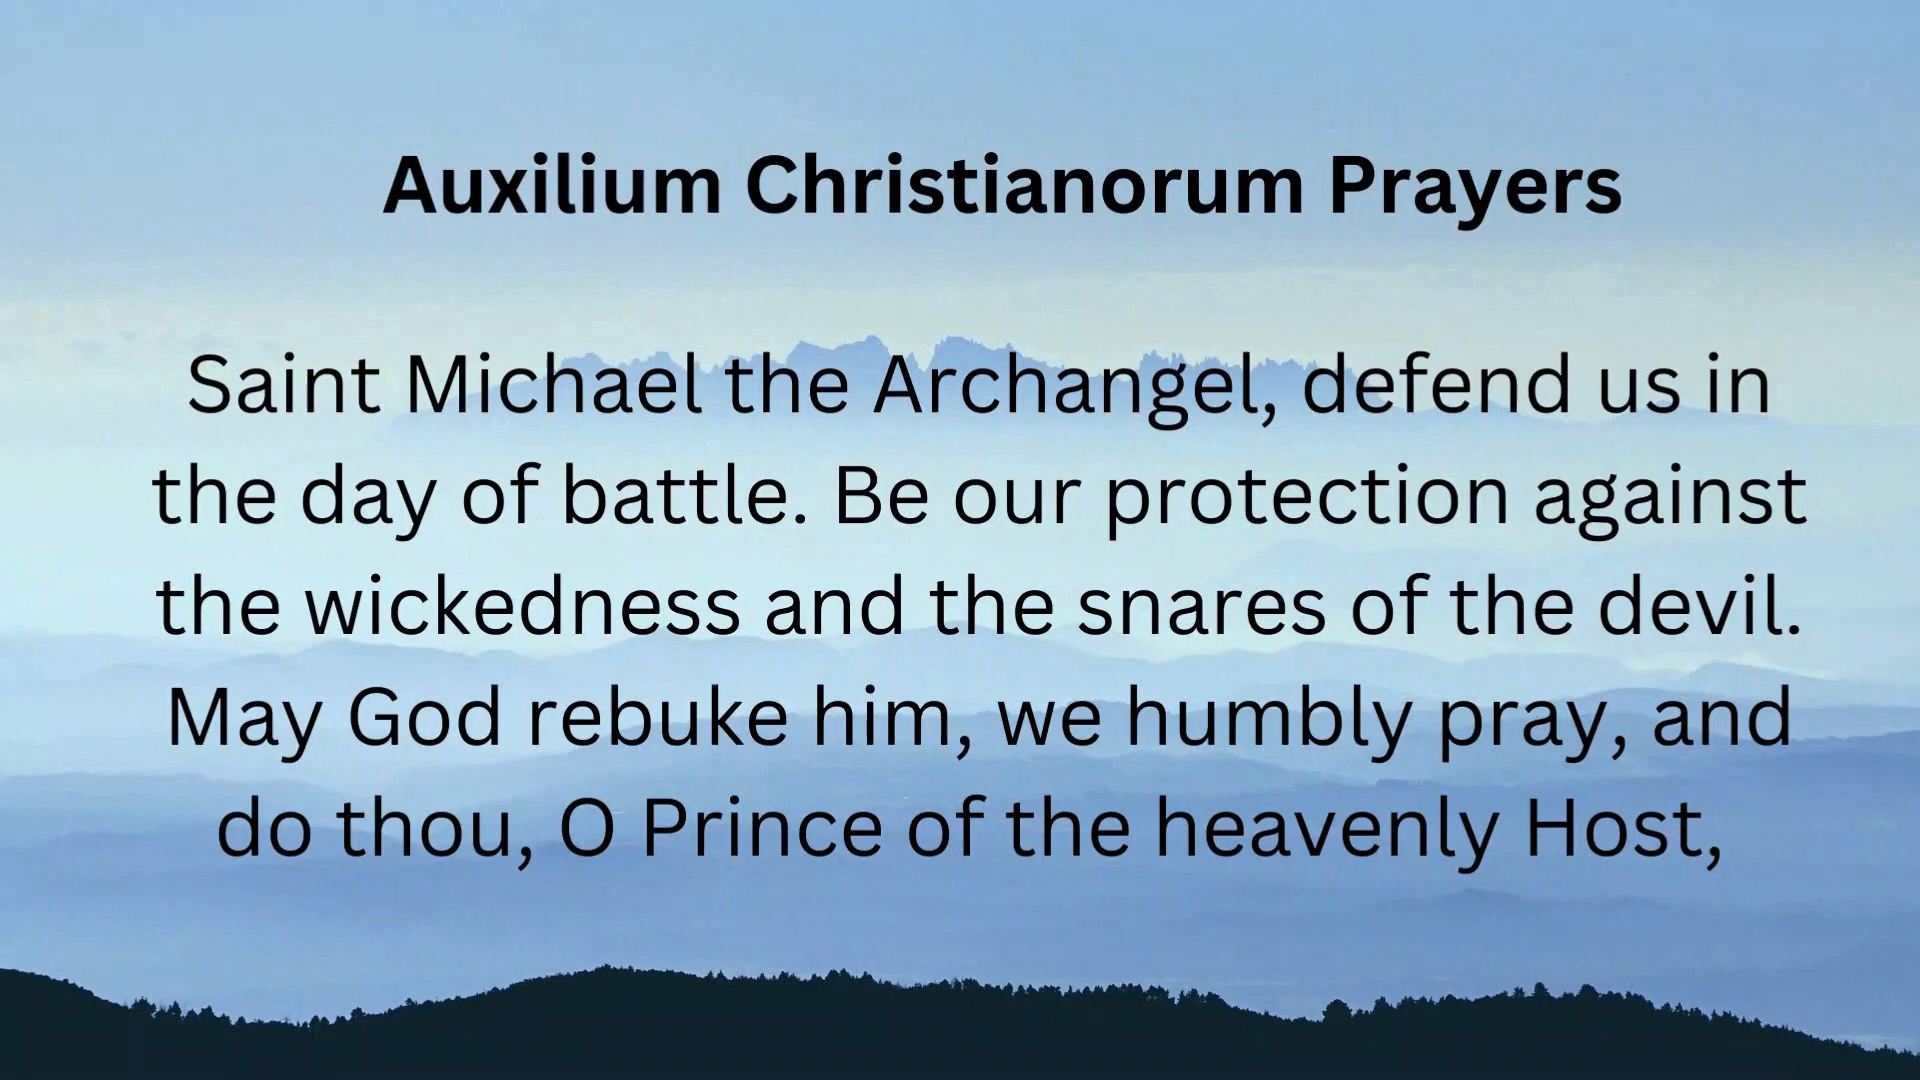 Auxilium Christianorum Prayers
Saint Michael the Archangel, defend us in
the day of battle. Be our protection against
the wickedness and the snares of the devil.
May God rebuke him, we humbly pray, and
do thou, O Prince of the heavenly Host,